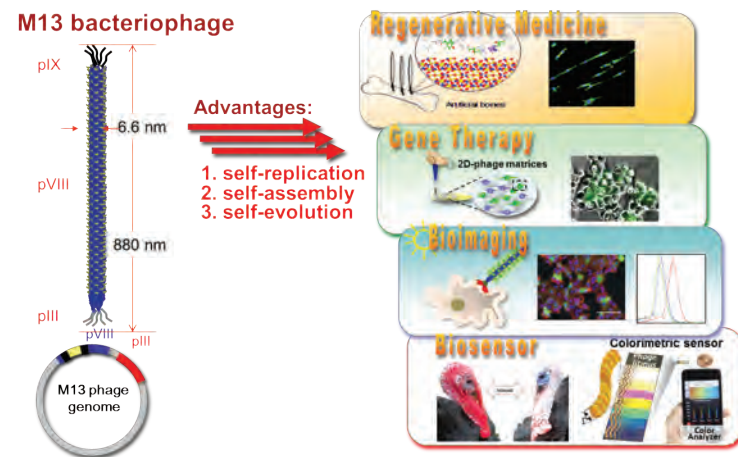 M13 bacteriophage
pIX
6.6 nm
pVIII
880 nm
pIII
pVIII
pIII
M13 phage
genome
Advantages:
1. self-replication
2. self-assembly
3. self-evolution
Regenerative Medicine
Artificial bones
Gene Therapy
2D-phage matrices
Bioimaging
Biosensor
Colorimetric sensor
Color
Analyzer